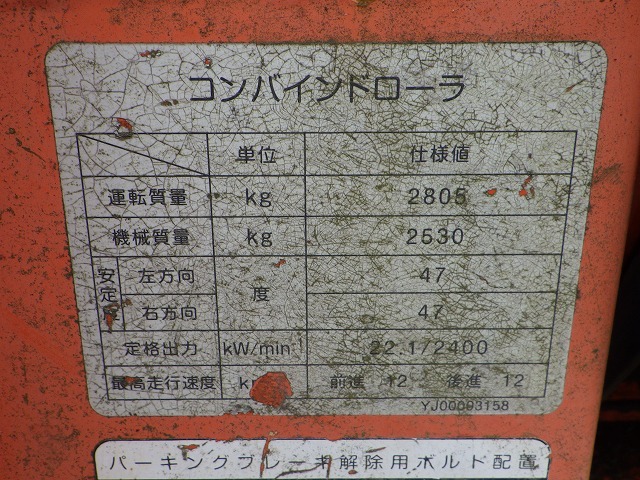 コンバインドローラ
単位 仕様値
運転質量 kg 2805
機械質量 kg 2530
安定 左方向 度 47
右方向 47
定格出力 kW/min⁻¹ 22.1/2400
最高走行速度 前進 12 後進 12
YJ00093158
パーキングブレーキ解除用ボルト配置